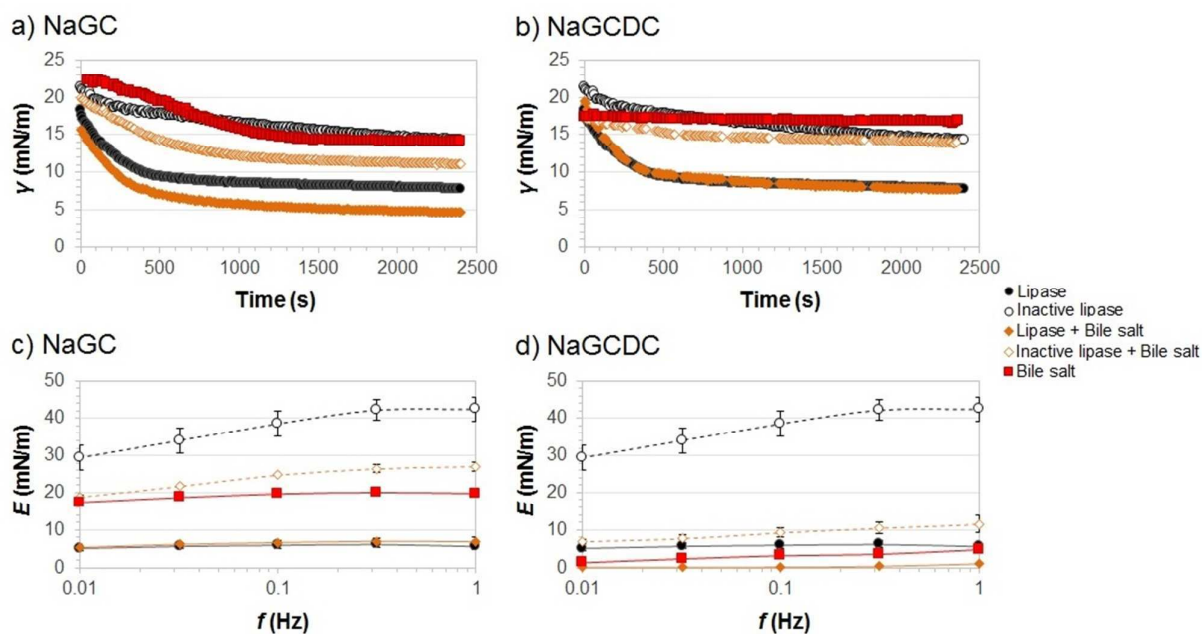 a) NaGC
b) NaGCDC
25
20
15
10
5
0
γ (mN/m)
0 500 1000 1500 2000 2500
Time (s)
25
20
15
10
5
0
γ (mN/m)
0 500 1000 1500 2000 2500
Time (s)
Lipase
Inactive lipase
Lipase + Bile salt
Inactive lipase + Bile salt
Bile salt
c) NaGC
d) NaGCDC
50
40
30
20
10
0
E (mN/m)
0.01 0.1 1
f (Hz)
50
40
30
20
10
0
E (mN/m)
0.01 0.1 1
f (Hz)